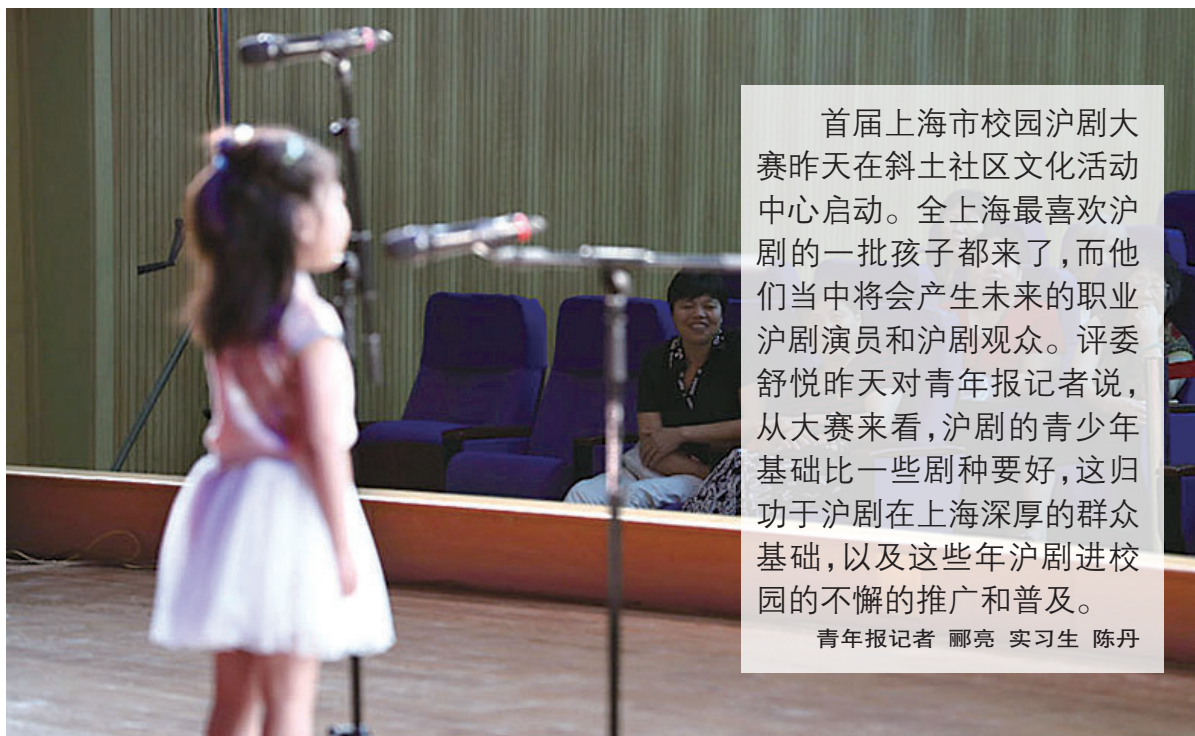 首届上海市校园沪剧大
赛昨天在斜土社区文化活动
中心启动。全上海最喜欢沪
剧的一批孩子都来了,而他
们当中将会产生未来的职业
沪剧演员和沪剧观众。评委
舒悦昨天对青年报记者说,
从大赛来看,沪剧的青少年
基础比一些剧种要好,这归
功于沪剧在上海深厚的群众
基础,以及这些年沪剧进校
园的不懈的推广和普及。
青年报记者 郦亮 实习生 陈丹